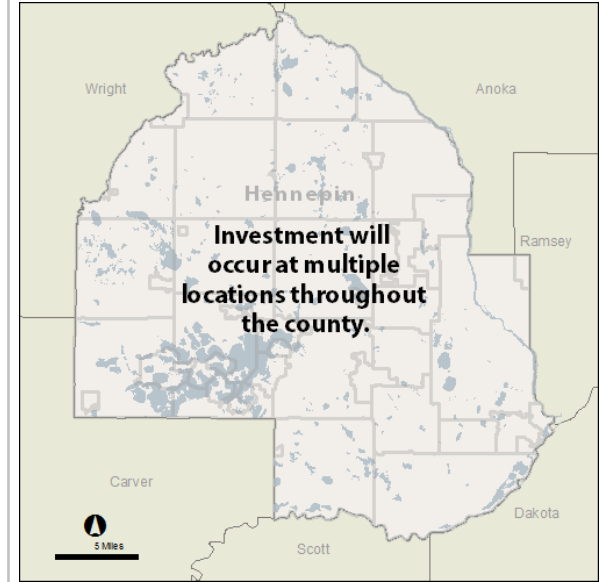 Wright
Anoka
Hennepin
Investment will
occur at multiple
locations throughout
the county.
Ramsey
Carver
Dakota
5 Miles
Scott